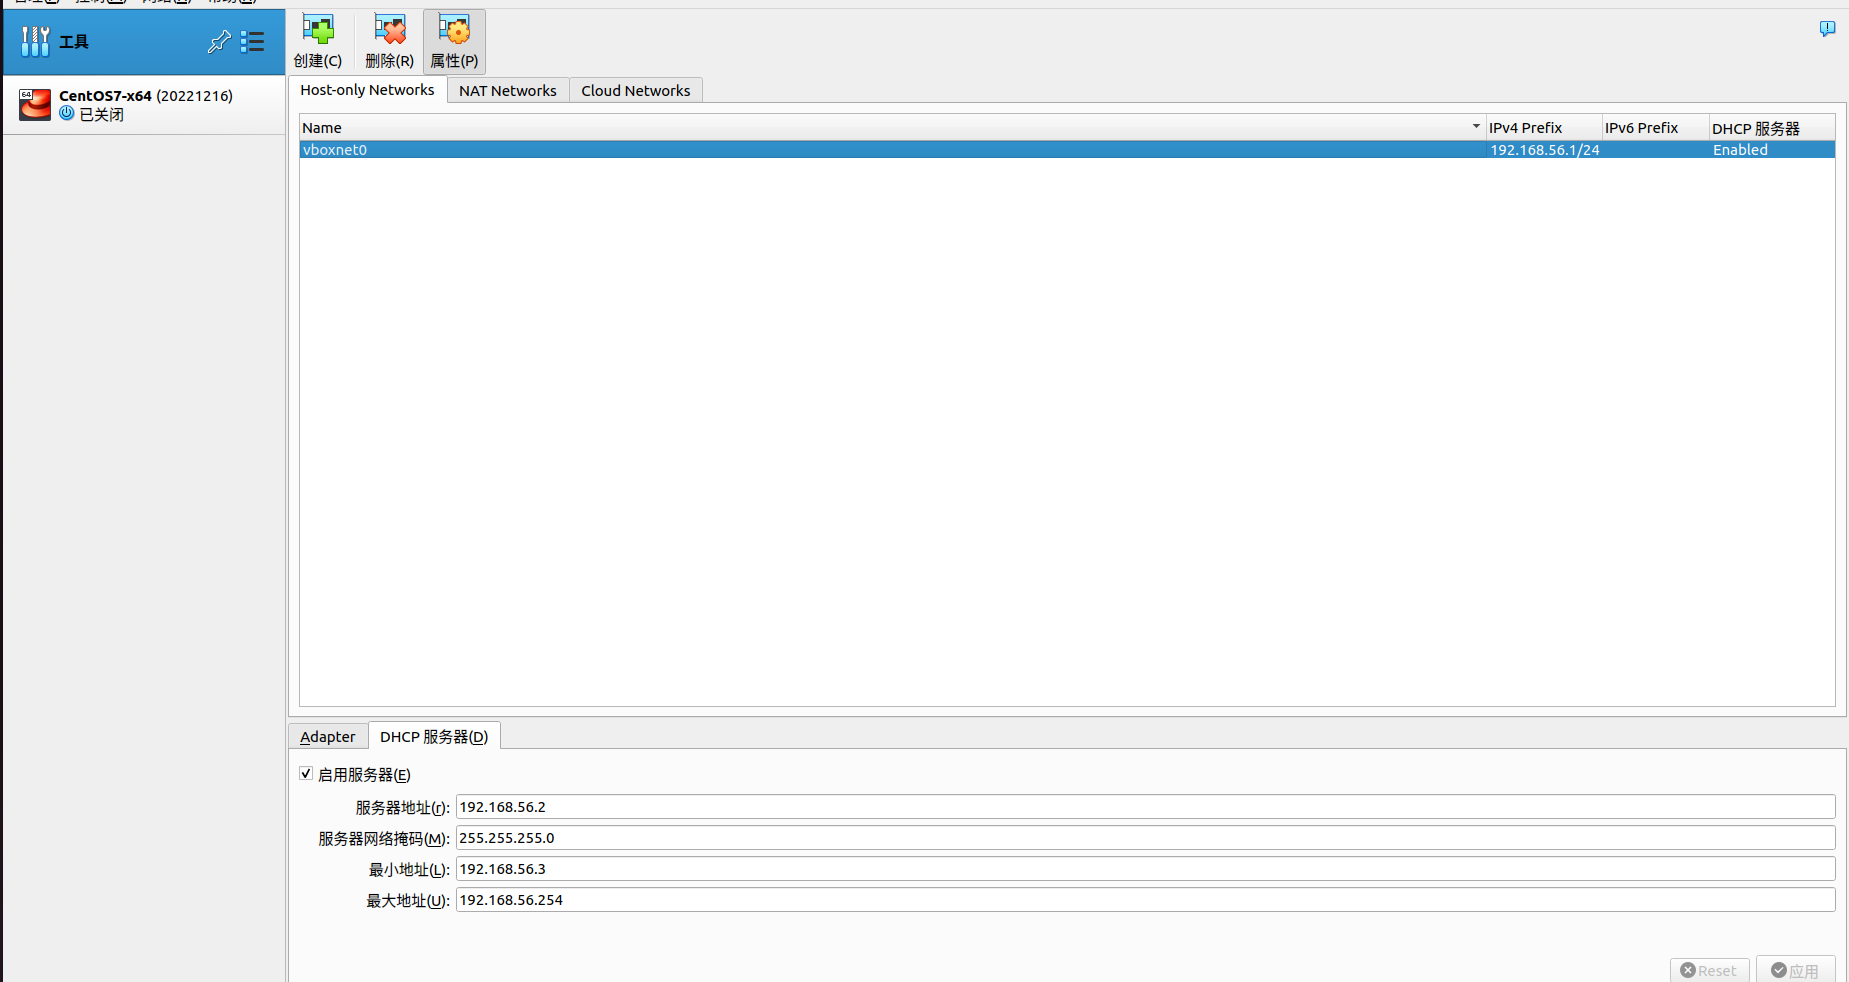 工具
CentOS7-x64 (20221216)
已关闭
创建(C)
删除(R)
属性(P)
Host-only Networks
NAT Networks
Cloud Networks
Name
IPv4 Prefix
IPv6 Prefix
DHCP 服务器
vboxnet0
192.168.56.1/24
Enabled
Adapter
DHCP 服务器(D)
启用服务器(E)
服务器地址(r): 192.168.56.2
服务器网络掩码(M): 255.255.255.0
最小地址(L): 192.168.56.3
最大地址(U): 192.168.56.254
Reset
应用